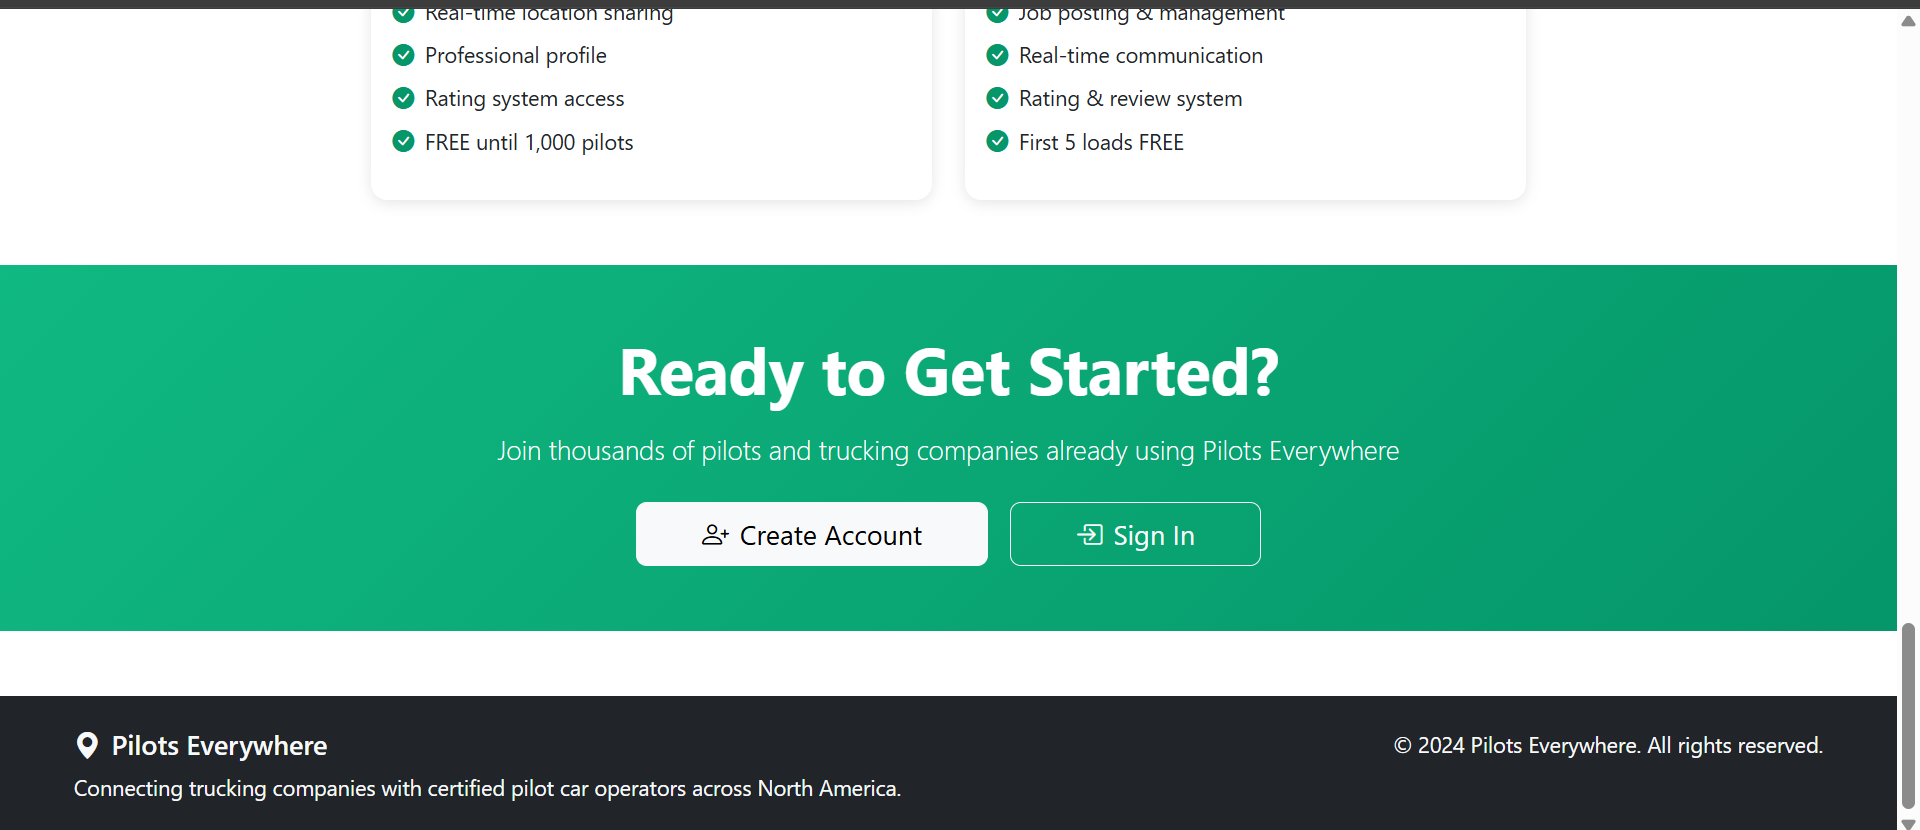 Real-time location sharing
Professional profile
Rating system access
FREE until 1,000 pilots
Job posting & management
Real-time communication
Rating & review system
First 5 loads FREE
Ready to Get Started?
Join thousands of pilots and trucking companies already using Pilots Everywhere
Create Account
Sign In
Pilots Everywhere
Connecting trucking companies with certified pilot car operators across North America.
© 2024 Pilots Everywhere. All rights reserved.